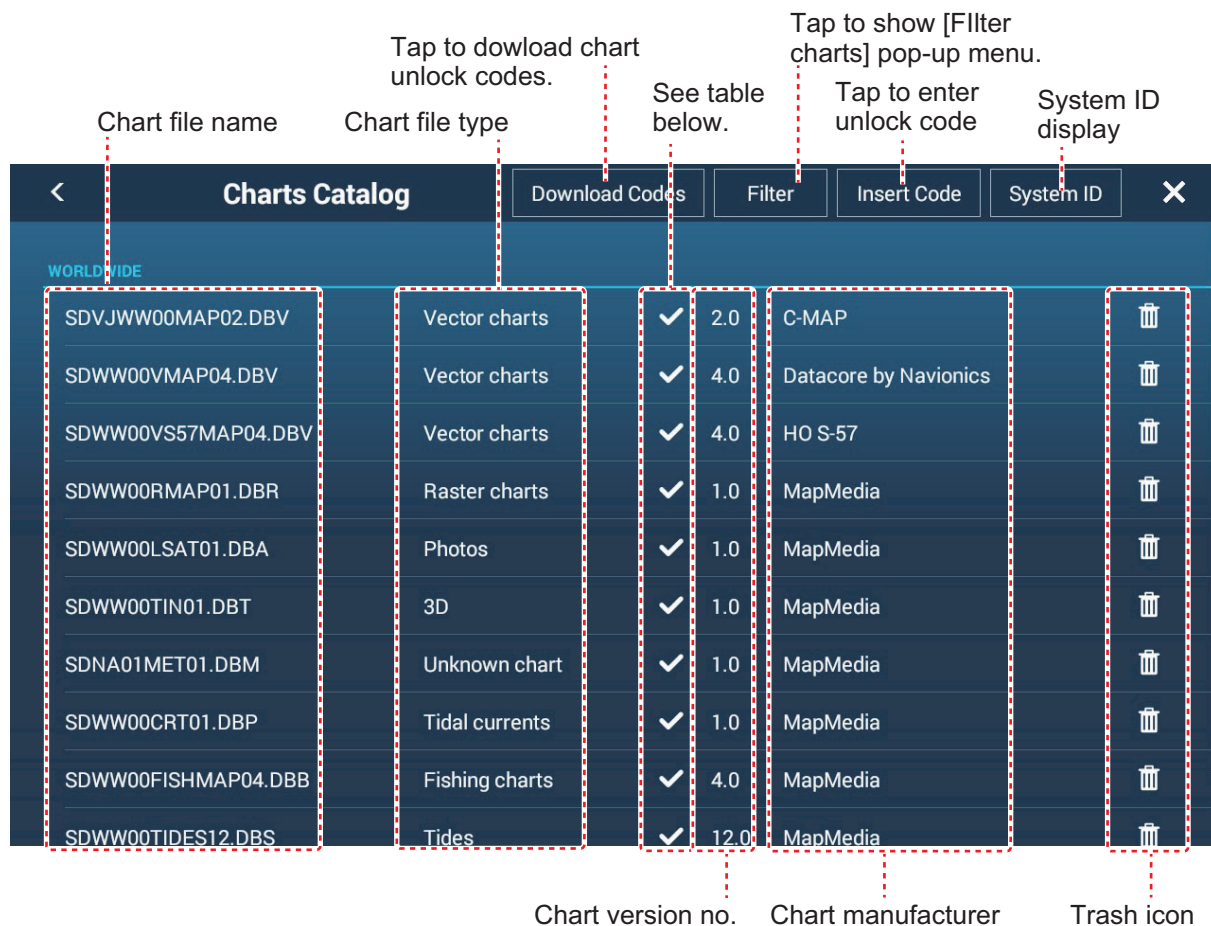 Tap to show [FIlter
charts] pop-up menu.
Tap to dowload chart
unlock codes.
See table
below.
Tap to enter
unlock code
System ID
display
Chart file name
Chart file type
Charts Catalog
Download Codes
Filter
Insert Code
System ID
WORLDWIDE
SDVJWW00MAP02.DBV Vector charts 2.0 C-MAP
SDWW00VMAP04.DBV Vector charts 4.0 Datacore by Navionics
SDWW00VS57MAP04.DBV Vector charts 4.0 HO S-57
SDWW00RMAP01.DBR Raster charts 1.0 MapMedia
SDWW00LSAT01.DBA Photos 1.0 MapMedia
SDWW00TIN01.DBT 3D 1.0 MapMedia
SDNA01MET01.DBM Unknown chart 1.0 MapMedia
SDWW00CRT01.DBP Tidal currents 1.0 MapMedia
SDWW00FISHMAP04.DBB Fishing charts 4.0 MapMedia
SDWW00TIDES12.DBS Tides 12.0 MapMedia
Chart version no.
Chart manufacturer
Trash icon